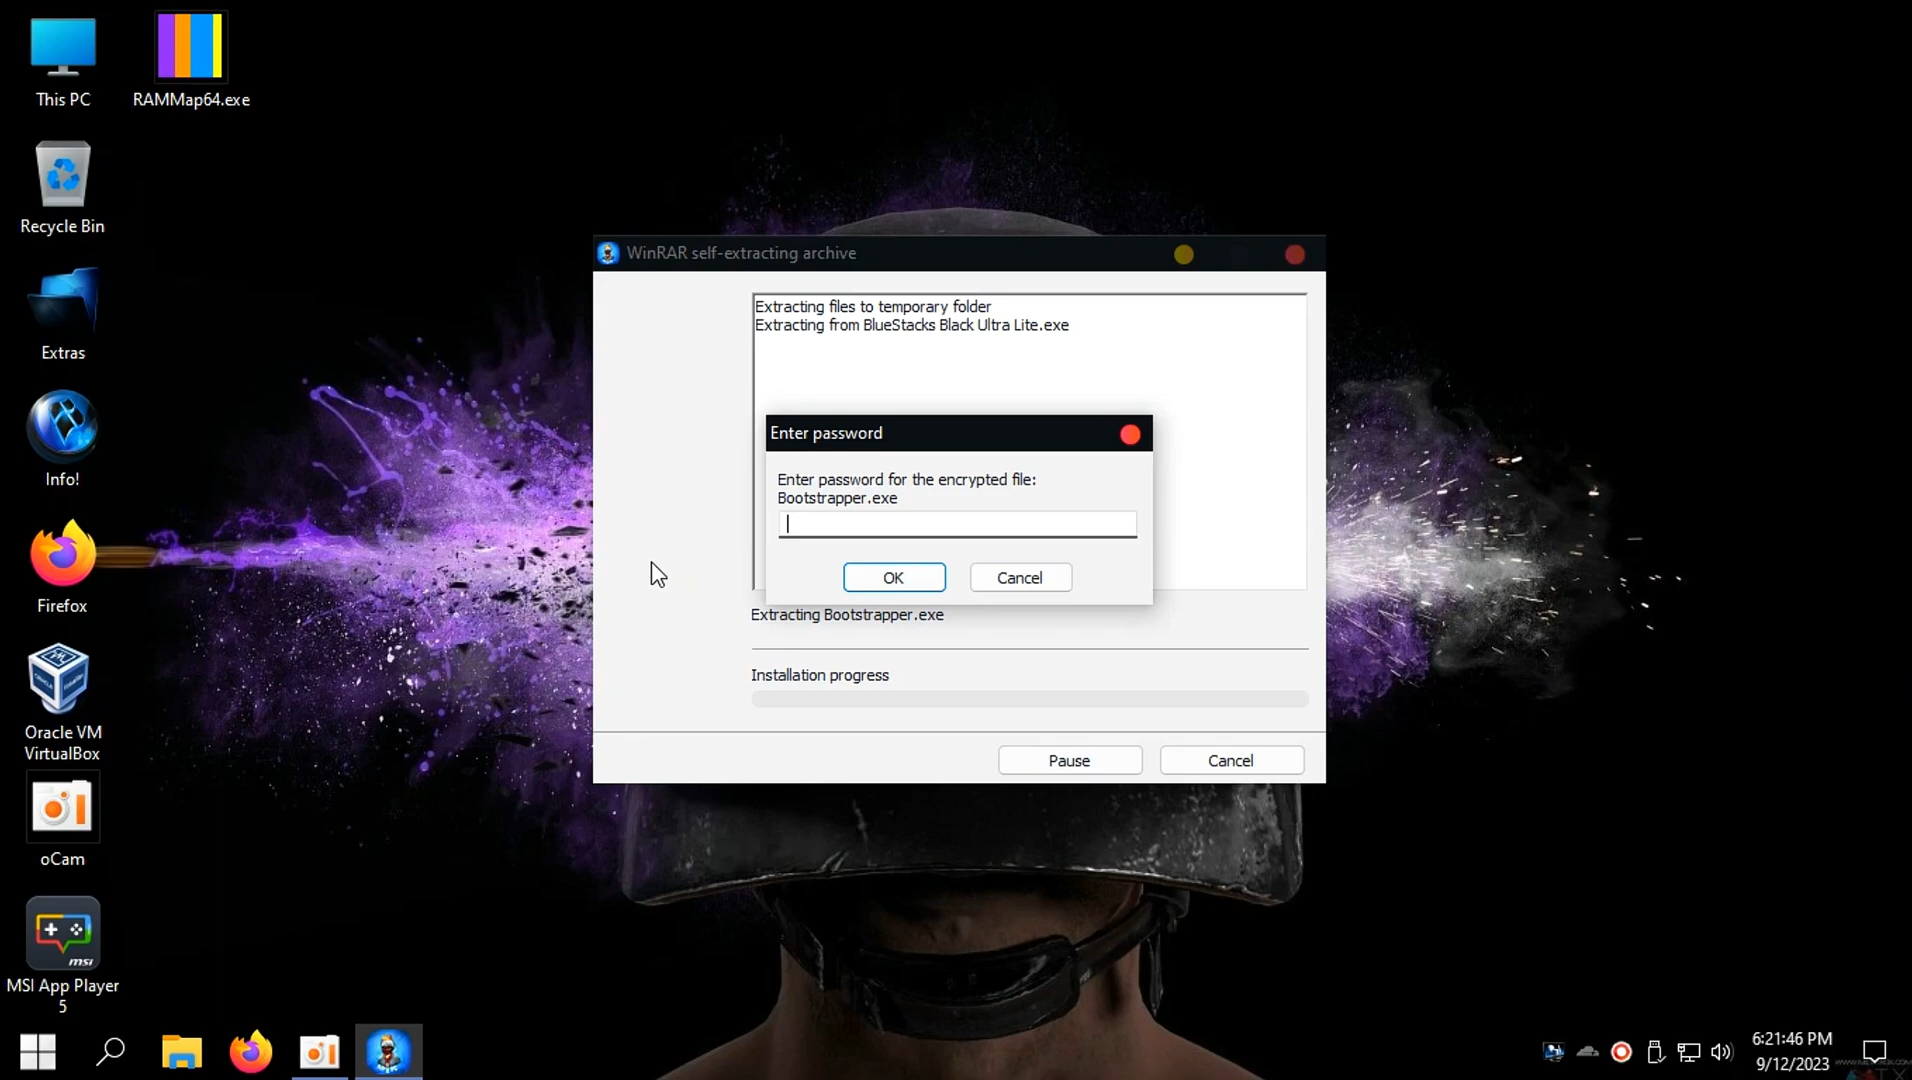 This PC
RAMMap64.exe
Recycle Bin
Extras
Info!
Firefox
Oracle VM
VirtualBox
oCam
msi
MSI App Player
5
WinRAR self-extracting archive
Extracting files to temporary folder
Extracting from BlueStacks Black Ultra Lite.exe
Enter password
Enter password for the encrypted file:
Bootstrapper.exe
OK
Cancel
Extracting Bootstrapper.exe
Installation progress
Pause
Cancel
6:21:46 PM
9/12/2023